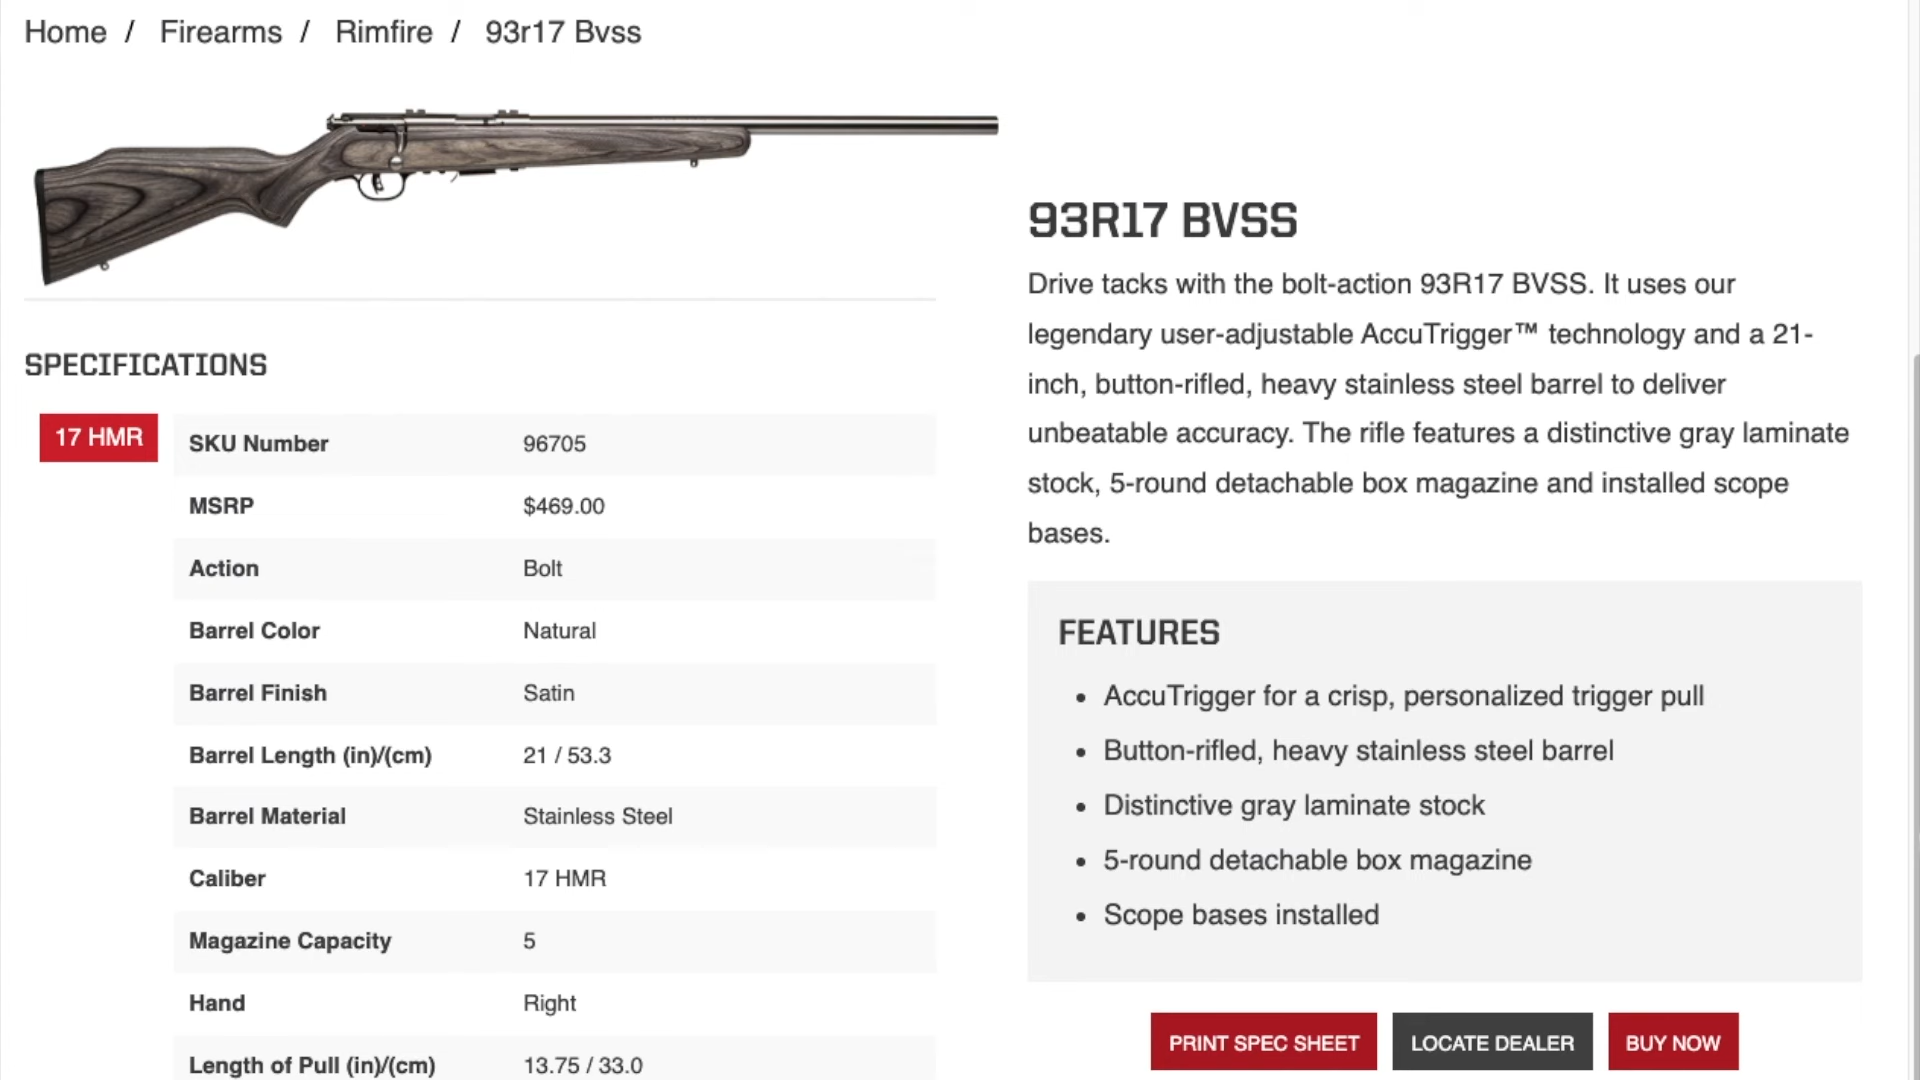 Home / Firearms / Rimfire / 93r17 Bvss
SPECIFICATIONS
17 HMR
SKU Number 96705
MSRP $469.00
Action Bolt
Barrel Color Natural
Barrel Finish Satin
Barrel Length (in)/(cm) 21 / 53.3
Barrel Material Stainless Steel
Caliber 17 HMR
Magazine Capacity 5
Hand Right
Length of Pull (in)/(cm) 13.75 / 33.0
93R17 BVSS
Drive tacks with the bolt-action 93R17 BVSS. It uses our
legendary user-adjustable AccuTrigger™ technology and a 21-
inch, button-rifled, heavy stainless steel barrel to deliver
unbeatable accuracy. The rifle features a distinctive gray laminate
stock, 5-round detachable box magazine and installed scope
bases.
FEATURES
• AccuTrigger for a crisp, personalized trigger pull
• Button-rifled, heavy stainless steel barrel
• Distinctive gray laminate stock
• 5-round detachable box magazine
• Scope bases installed
PRINT SPEC SHEET LOCATE DEALER BUY NOW